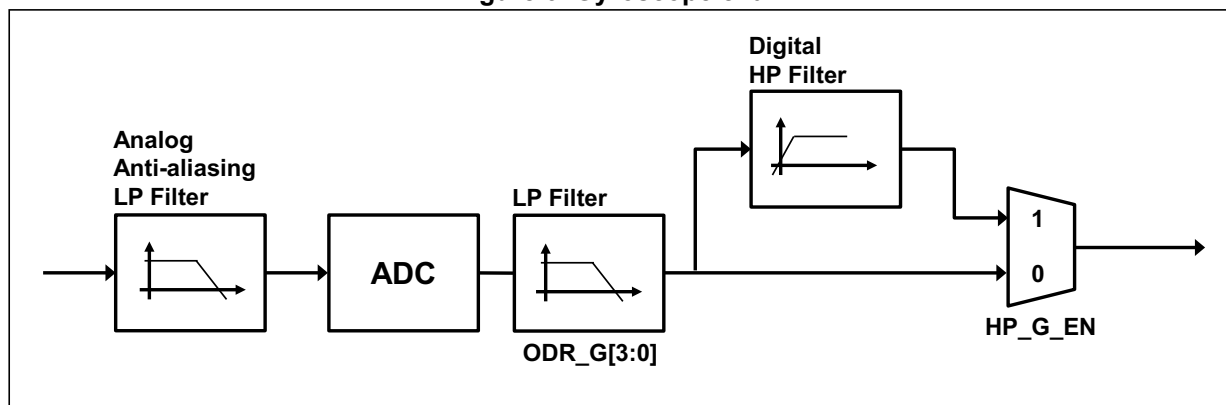 Digital
HP Filter
Analog
Anti-aliasing
LP Filter
LP Filter
ADC
1
0
HP_G_EN
ODR_G[3:0]